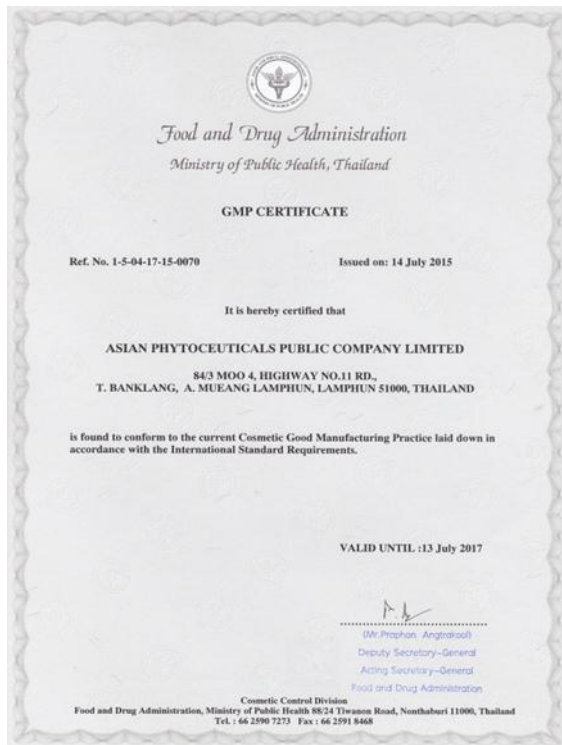 Food and Drug Administration
Ministry of Public Health, Thailand
GMP CERTIFICATE
Ref. No. 1-5-04-17-15-0070 Issued on: 14 July 2015
It is hereby certified that
ASIAN PHYTOCEUTICALS PUBLIC COMPANY LIMITED
84/3 MOO 4, HIGHWAY NO.11 RD.,
T. BANKLANG, A. MUEANG LAMPHUN, LAMPHUN 51000, THAILAND
is found to conform to the current Cosmetic Good Manufacturing Practice laid down in
accordance with the International Standard Requirements.
VALID UNTIL :13 July 2017
(Mr.Praphon Angtrakool)
Deputy Secretary-General
Acting Secretary-General
Food and Drug Administration
Cosmetic Control Division
Food and Drug Administration, Ministry of Public Health 88/24 Tiwanon Road, Nonthaburi 11000, Thailand
Tel. : 66 2590 7273 Fax : 66 2591 8468